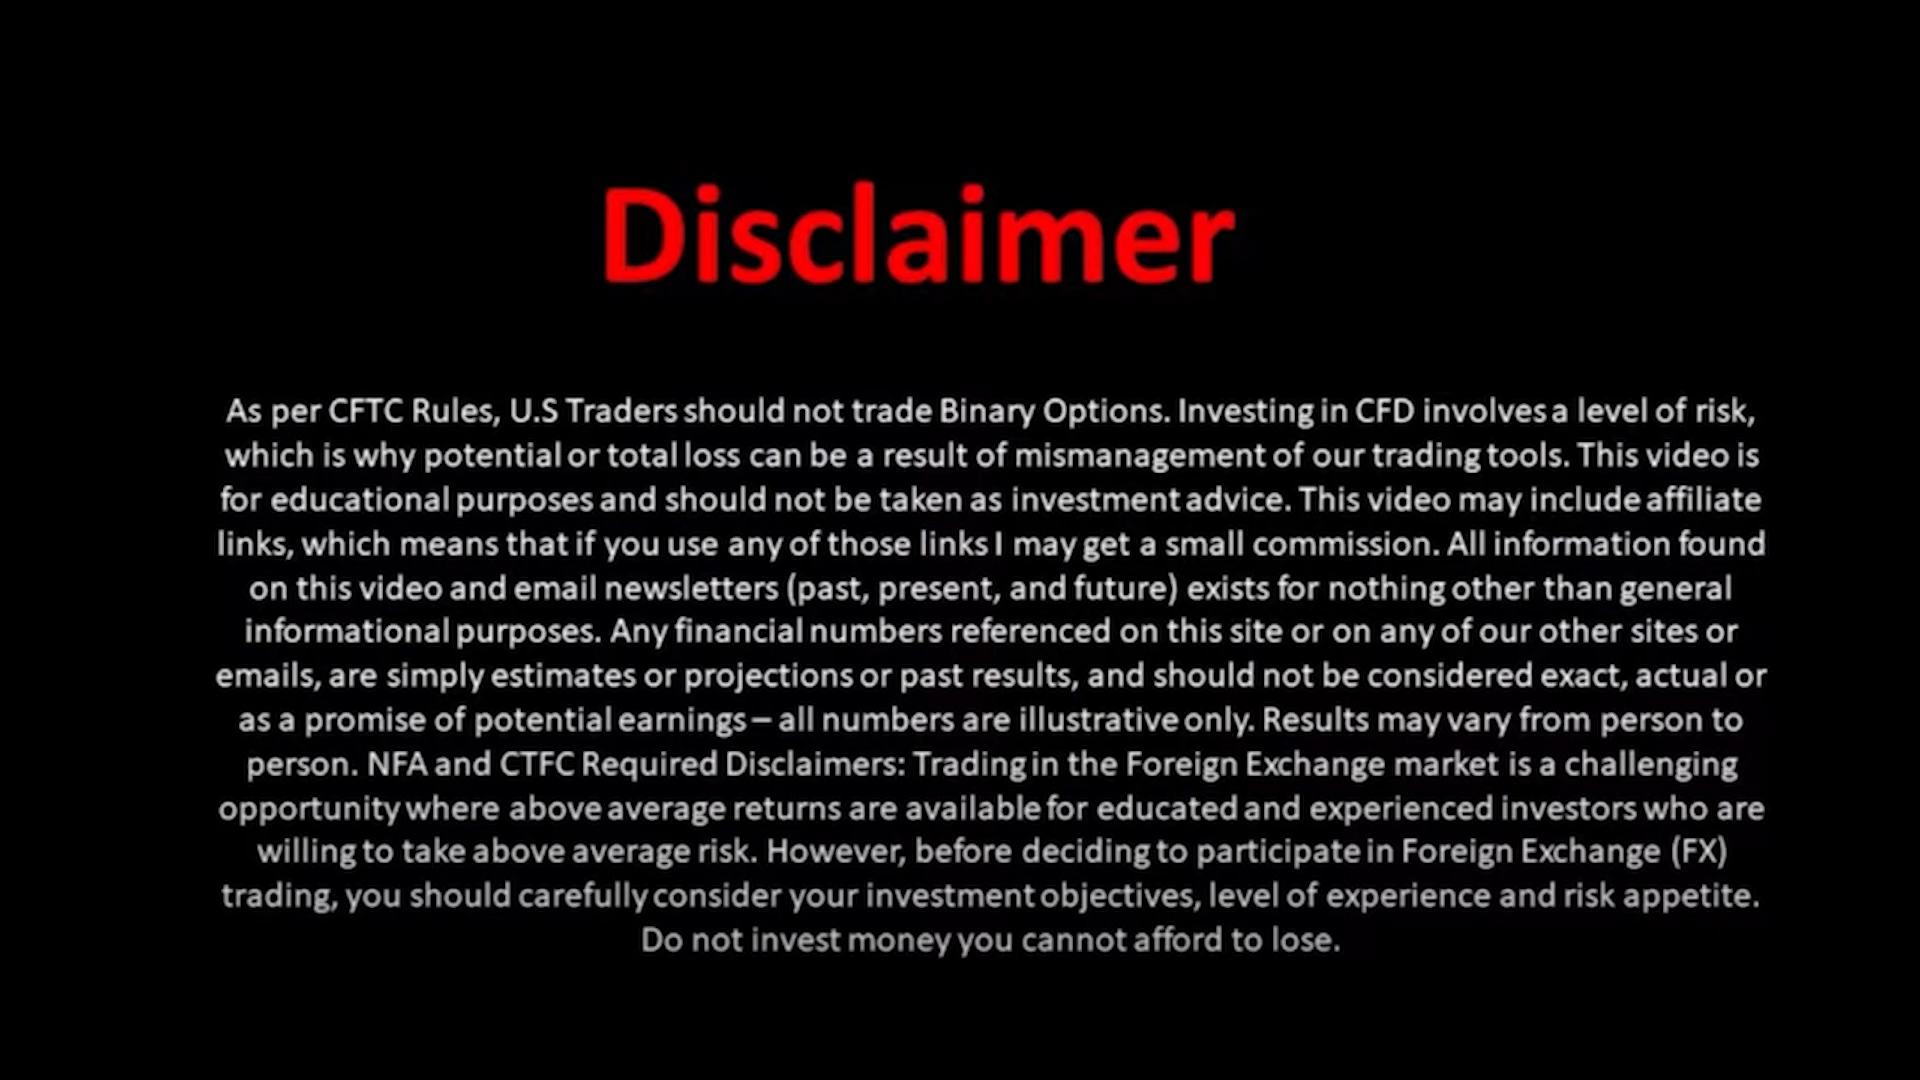 Disclaimer
As per CFTC Rules, U.S Traders should not trade Binary Options. Investing in CFD involves a level of risk,
which is why potential or total loss can be a result of mismanagement of our trading tools. This video is
for educational purposes and should not be taken as investment advice. This video may include affiliate
links, which means that if you use any of those links I may get a small commission. All information found
on this video and email newsletters (past, present, and future) exists for nothing other than general
informational purposes. Any financial numbers referenced on this site or on any of our other sites or
emails, are simply estimates or projections or past results, and should not be considered exact, actual or
as a promise of potential earnings – all numbers are illustrative only. Results may vary from person to
person. NFA and CTFC Required Disclaimers: Trading in the Foreign Exchange market is a challenging
opportunity where above average returns are available for educated and experienced investors who are
willing to take above average risk. However, before deciding to participate in Foreign Exchange (FX)
trading, you should carefully consider your investment objectives, level of experience and risk appetite.
Do not invest money you cannot afford to lose.